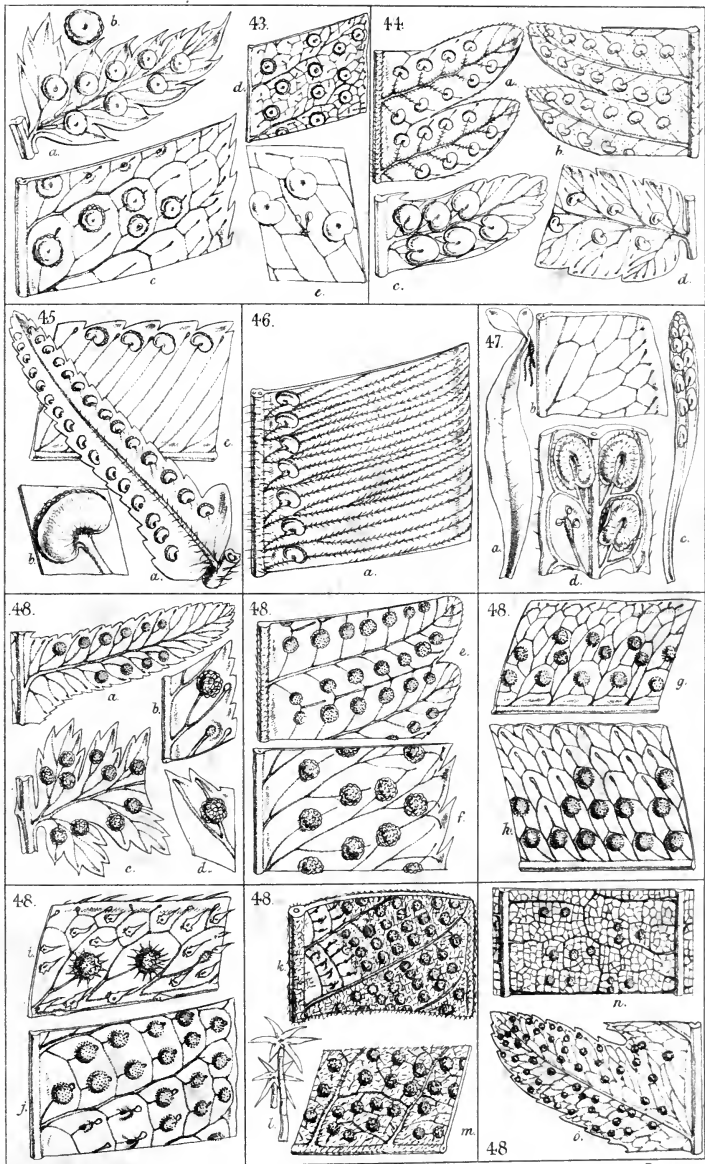 43.
b.
a.
d.
c
e.
44.
a.
b.
c.
d.
45
c.
b.
a.
46.
a.
47.
b.
a.
c.
d.
48.
a.
b.
c.
d.
48.
e.
f.
48.
g.
h.
48.
i.
j.
48.
k.
l.
m.
n.
o.
48